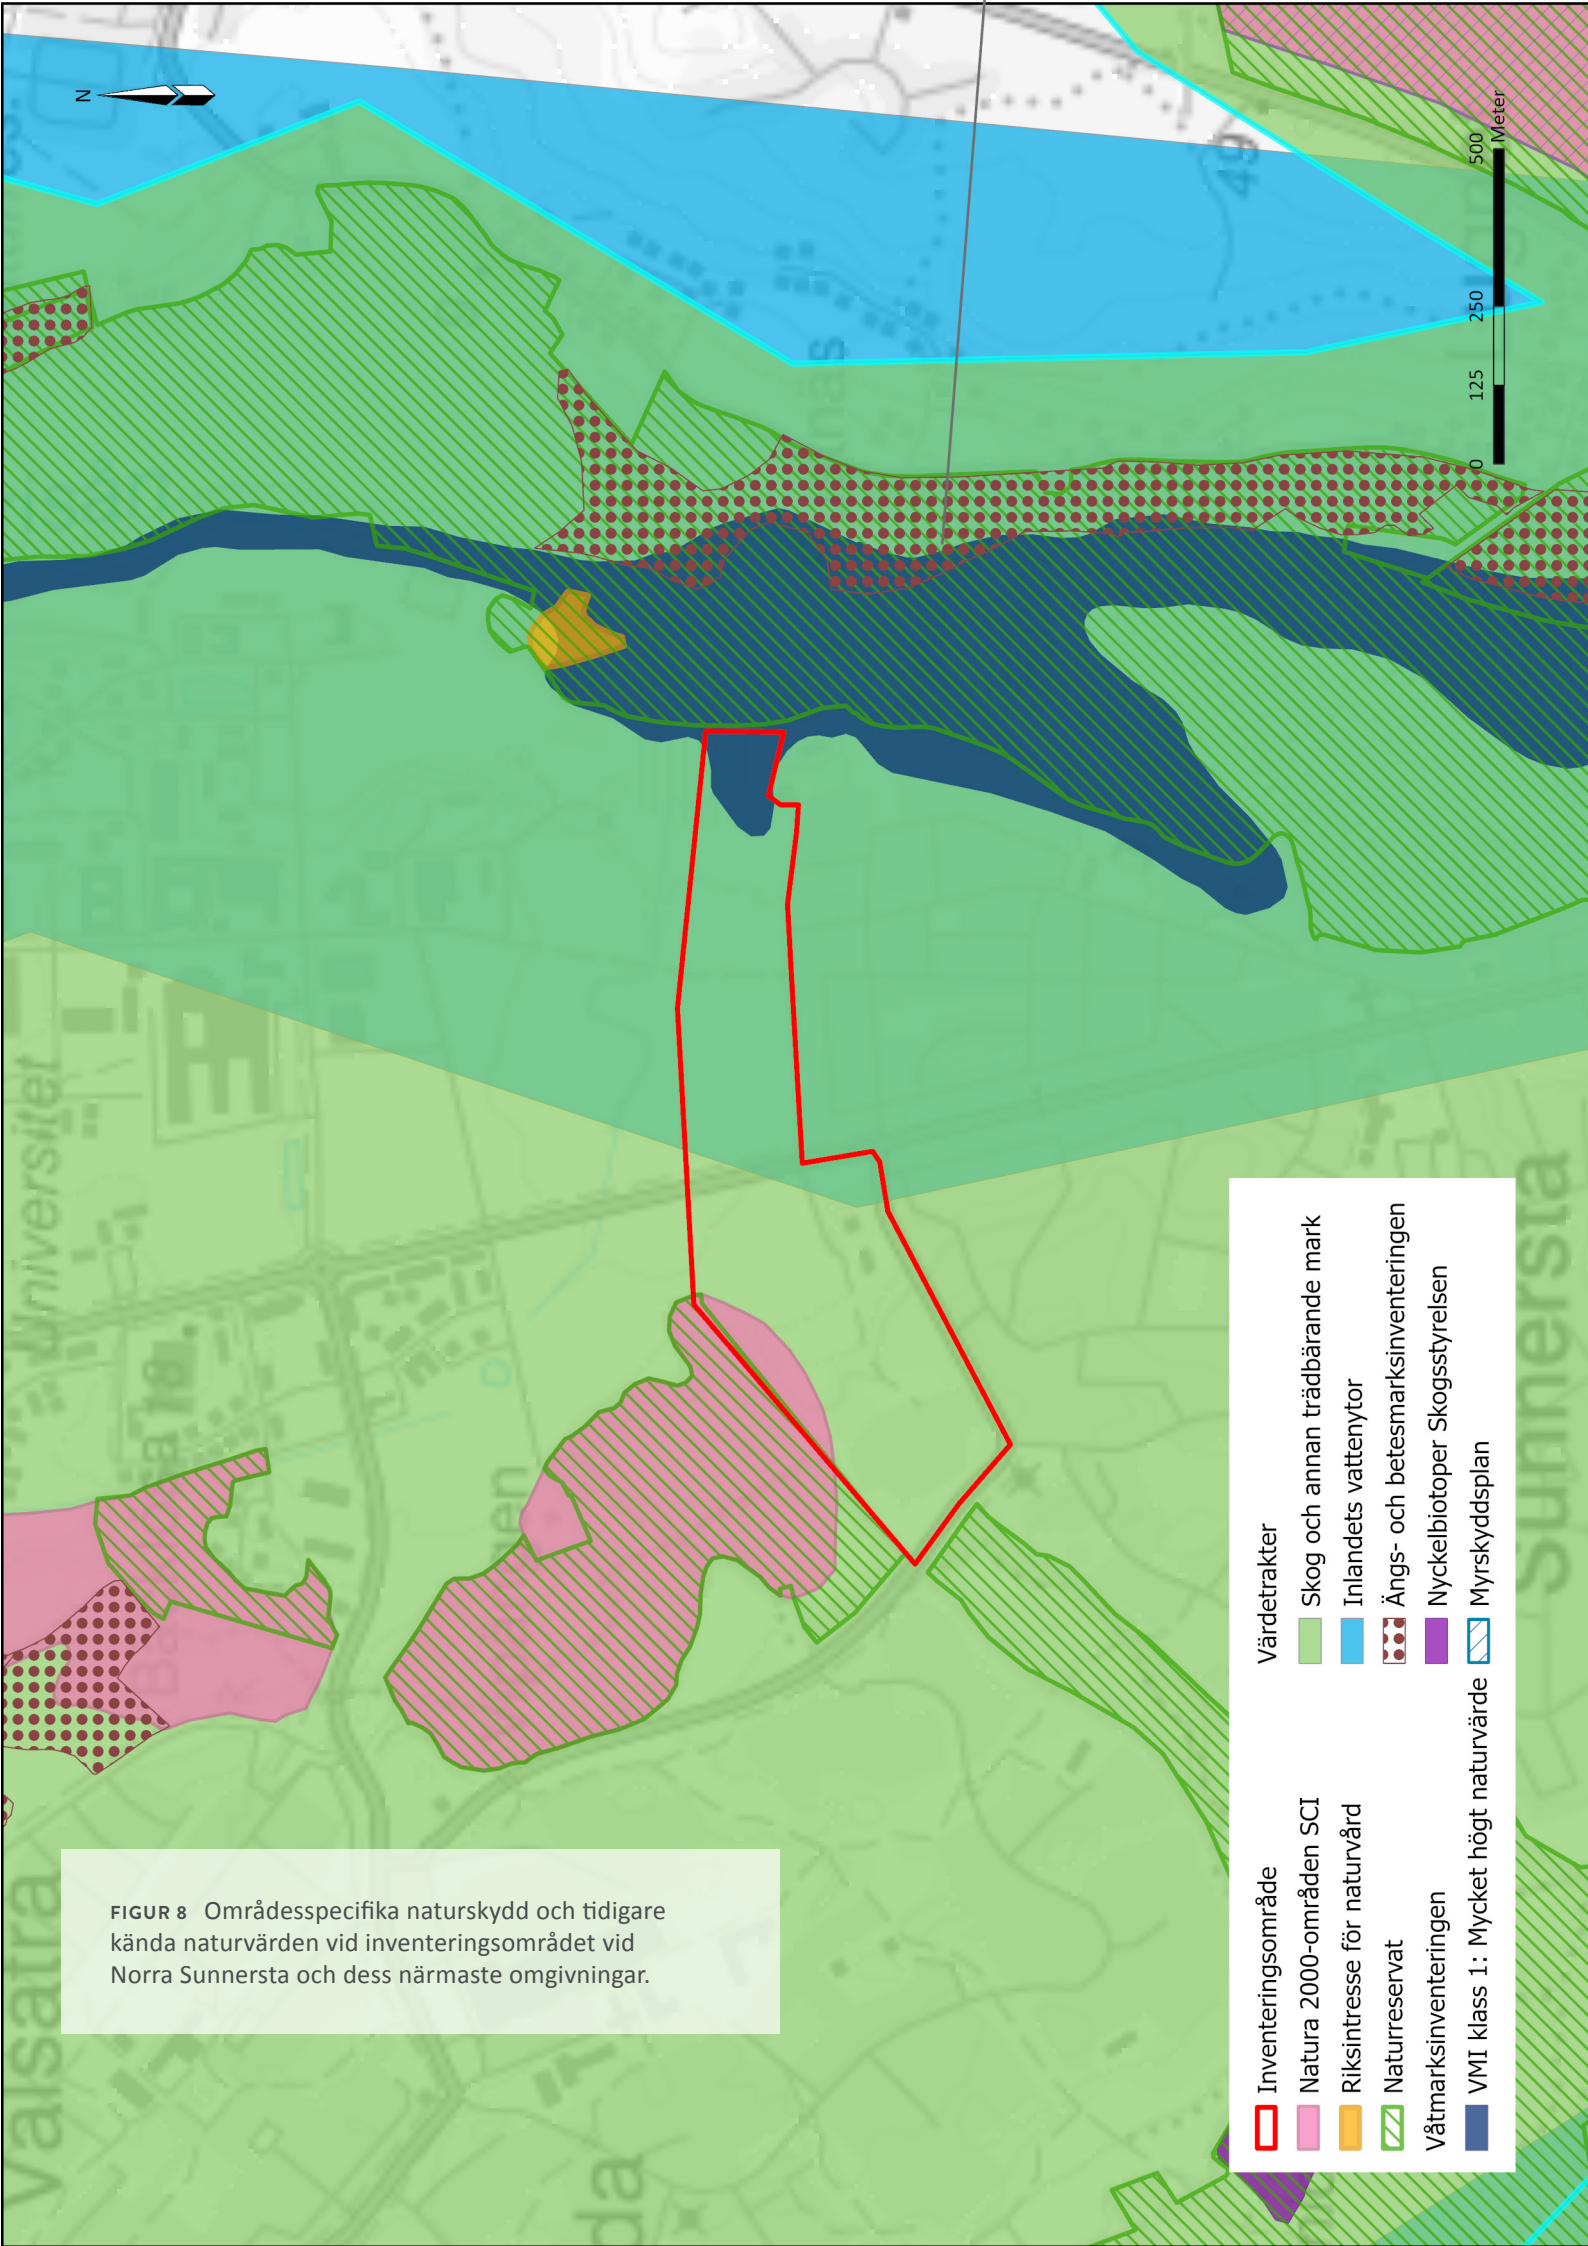 FIGUR 8 Områdesspecifika naturskydd och tidigare
kända naturvärden vid inventeringsområdet vid
Norra Sunnersta och dess närmaste omgivningar.
Inventeringsområde
Natura 2000-områden SCI
Riksintresse för naturvård
Naturreservat
Våtmarksinventeringen
VMI klass 1: Mycket högt naturvärde
Värdetrakter
Skog och annan trädbärande mark
Inlandets vattenytor
Ängs- och betesmarksinventeringen
Nyckelbiotoper Skogsstyrelsen
Myrskyddsplan
N
0 125 250 500
Meter
Valsätra
Universitet
Sunnersta
49